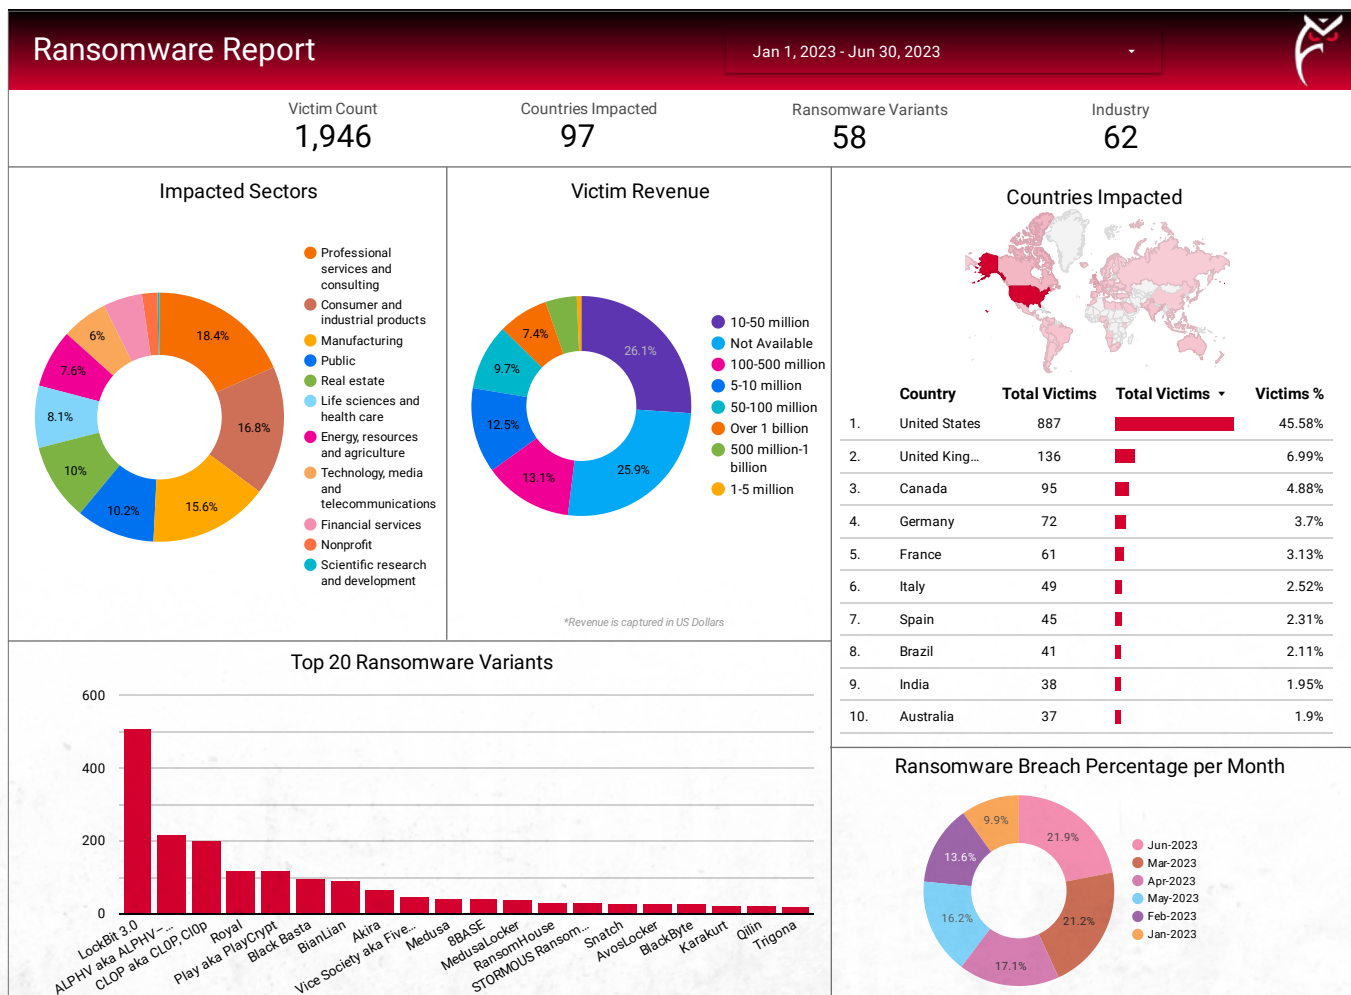 Ransomware Report
Jan 1, 2023 - Jun 30, 2023
Victim Count
1,946
Countries Impacted
97
Ransomware Variants
58
Industry
62
Impacted Sectors
18.4%
16.8%
15.6%
10.2%
10%
8.1%
7.6%
6%
Professional
services and
consulting
Consumer and
industrial products
Manufacturing
Public
Real estate
Life sciences and
health care
Energy, resources
and agriculture
Technology, media
and
telecommunications
Financial services
Nonprofit
Scientific research
and development
Victim Revenue
26.1%
25.9%
13.1%
12.5%
9.7%
7.4%
10-50 million
Not Available
100-500 million
5-10 million
50-100 million
Over 1 billion
500 million-1
billion
1-5 million
*Revenue is captured in US Dollars
Countries Impacted
Country Total Victims Total Victims Victims %
1. United States 887 45.58%
2. United King... 136 6.99%
3. Canada 95 4.88%
4. Germany 72 3.7%
5. France 61 3.13%
6. Italy 49 2.52%
7. Spain 45 2.31%
8. Brazil 41 2.11%
9. India 38 1.95%
10. Australia 37 1.9%
Top 20 Ransomware Variants
600
400
200
0
LockBit 3.0
ALPHV aka ALPHV-...
CL0P aka CL0P, Cl0p
Royal
Play aka PlayCrypt
Black Basta
BianLian
Akira
Vice Society aka Five...
Medusa
8BASE
MedusaLocker
RansomHouse
STORMOUS Ransom...
Snatch
AvosLocker
BlackByte
Karakurt
Qilin
Trigona
Ransomware Breach Percentage per Month
21.9%
21.2%
17.1%
16.2%
13.6%
9.9%
Jun-2023
Mar-2023
Apr-2023
May-2023
Feb-2023
Jan-2023